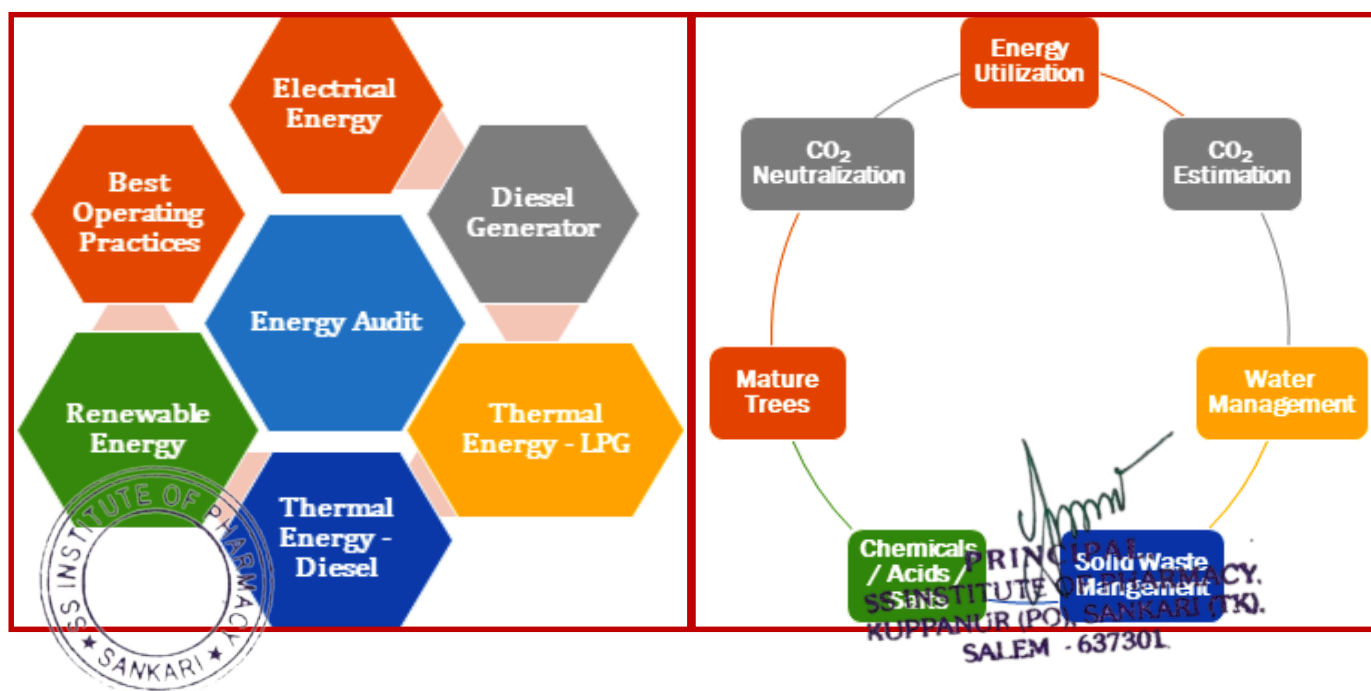 Electrical
Energy
Best
Operating
Practices
Diesel
Generator
Energy Audit
Renewable
Energy
Thermal
Energy - LPG
Thermal
Energy -
Diesel
SS INSTITUTE OF PHARMACY
★ SANKARI ★
Energy
Utilization
CO₂
Neutralization
CO₂
Estimation
Mature
Trees
Water
Management
Chemicals
/ Acids /
Salts
Solid Waste
Mangement
PRINCIPAL,
SS INSTITUTE OF PHARMACY,
KUPPANUR (PO), SANKARI (TK),
SALEM - 637301